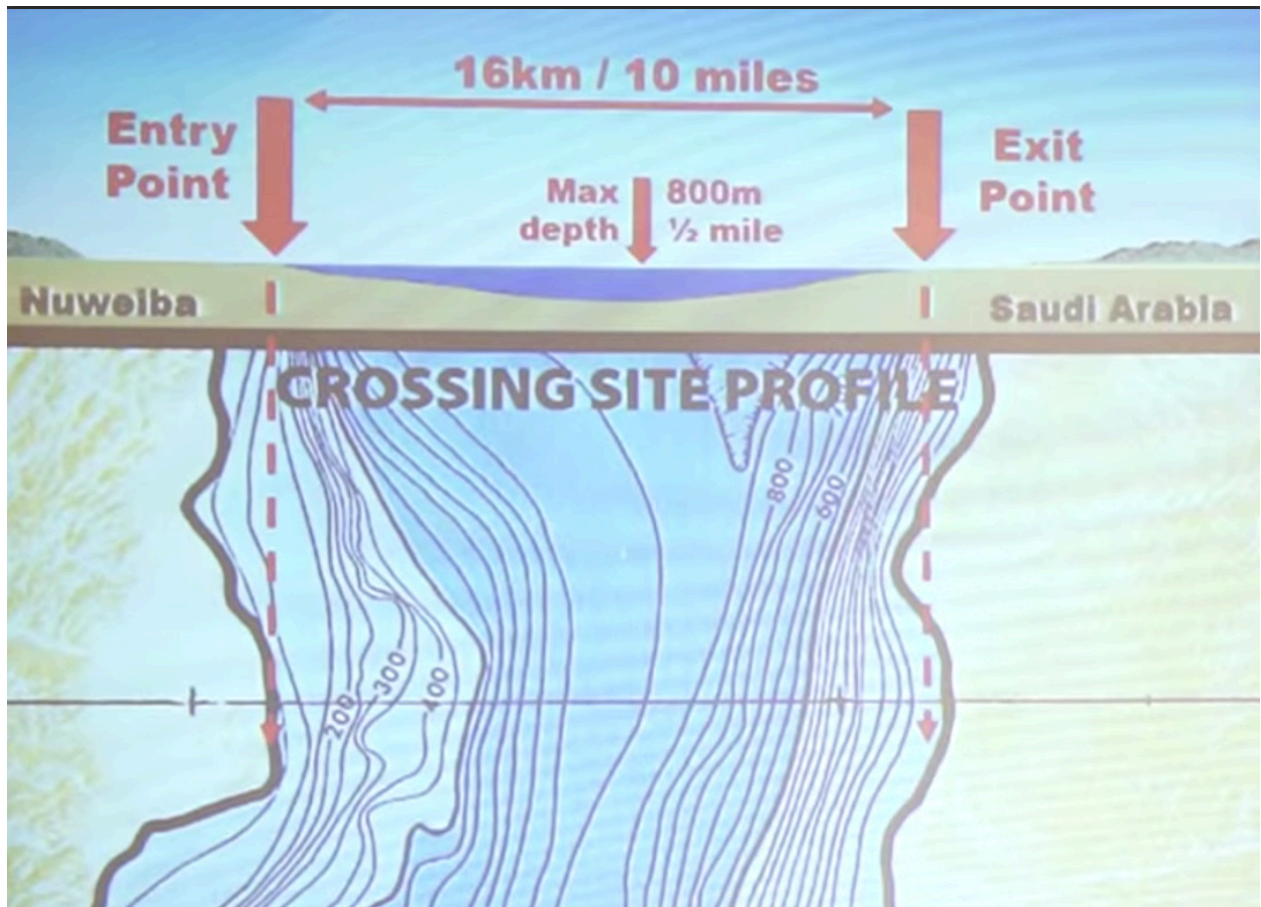 16km / 10 miles
Entry
Point
Exit
Point
Max
depth
800m
½ mile
Nuweiba
Saudi Arabia
CROSSING SITE PROFILE
800
600
300
400
200